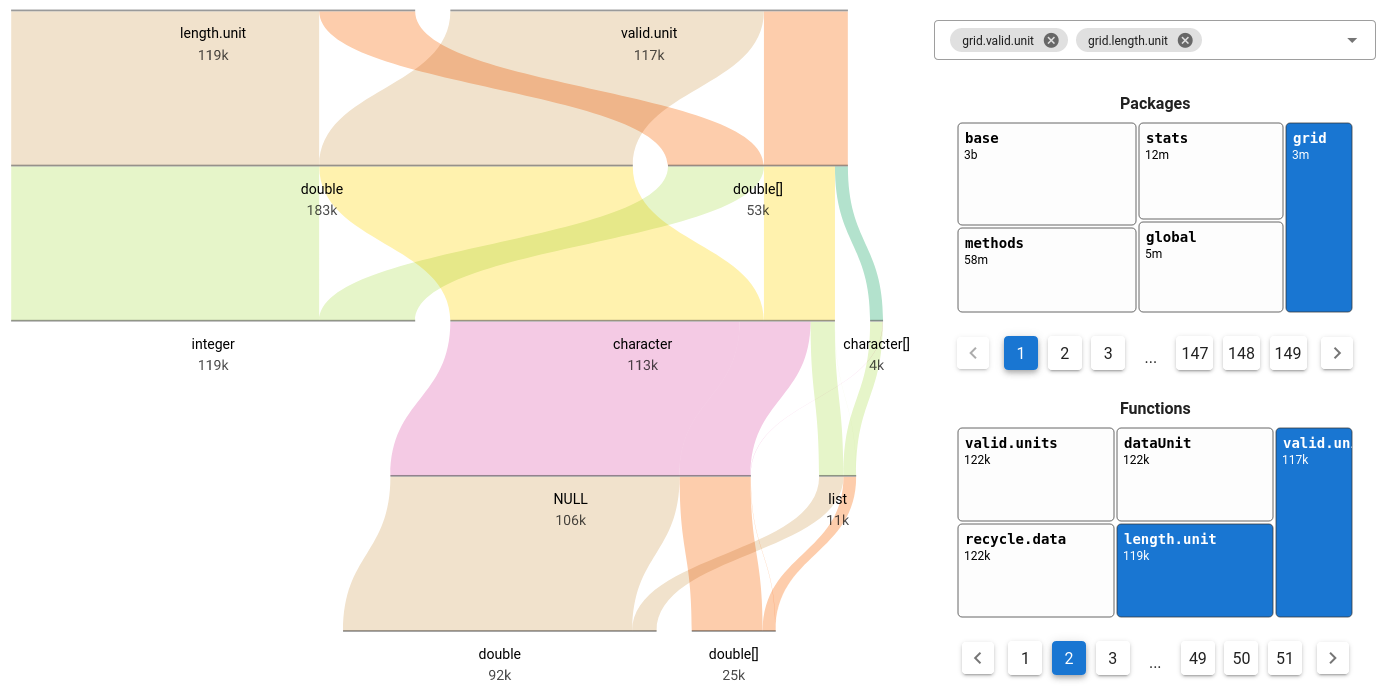 length.unit
119k
valid.unit
117k
double
183k
double[]
53k
integer
119k
character
113k
character[]
4k
NULL
106k
list
11k
double
92k
double[]
25k
grid.valid.unit
grid.length.unit
Packages
base
3b
stats
12m
grid
3m
methods
58m
global
5m
1 2 3 ... 147 148 149
Functions
valid.units
122k
dataUnit
122k
valid.un
117k
recycle.data
122k
length.unit
119k
1 2 3 ... 49 50 51